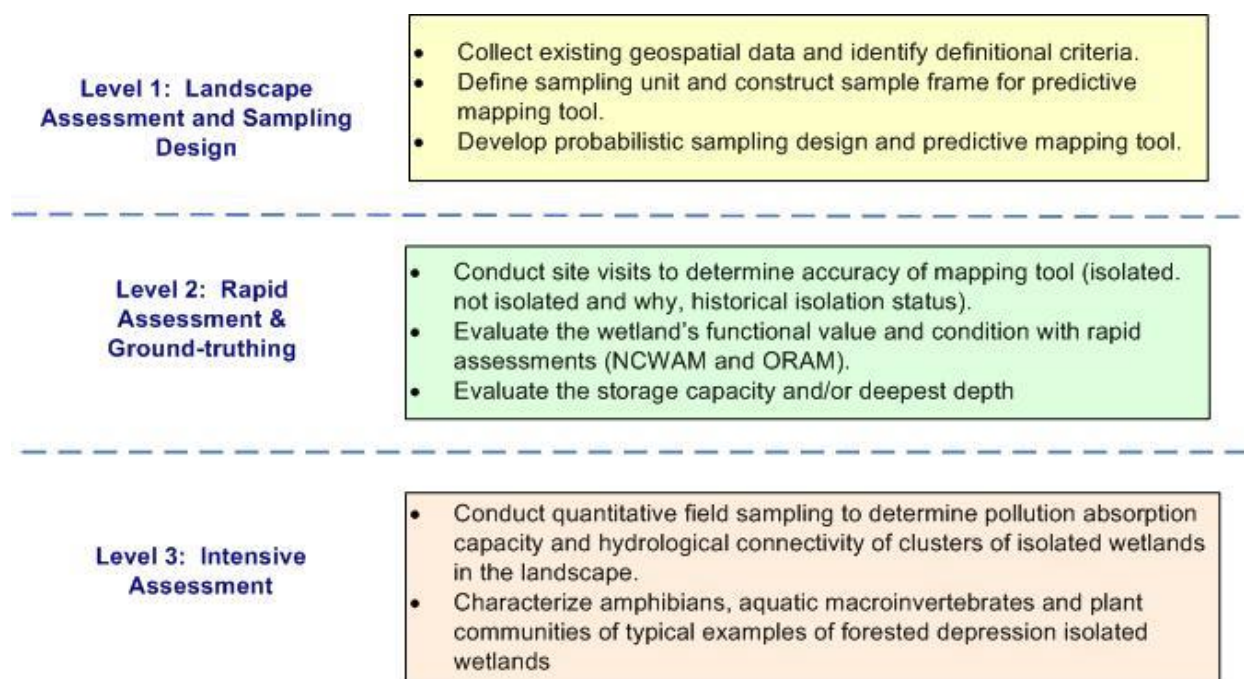 Level 1: Landscape
Assessment and Sampling
Design
• Collect existing geospatial data and identify definitional criteria.
• Define sampling unit and construct sample frame for predictive
mapping tool.
• Develop probabilistic sampling design and predictive mapping tool.
Level 2: Rapid
Assessment &
Ground-truthing
• Conduct site visits to determine accuracy of mapping tool (isolated.
not isolated and why, historical isolation status).
• Evaluate the wetland's functional value and condition with rapid
assessments (NCWAM and ORAM).
• Evaluate the storage capacity and/or deepest depth
Level 3: Intensive
Assessment
• Conduct quantitative field sampling to determine pollution absorption
capacity and hydrological connectivity of clusters of isolated wetlands
in the landscape.
• Characterize amphibians, aquatic macroinvertebrates and plant
communities of typical examples of forested depression isolated
wetlands